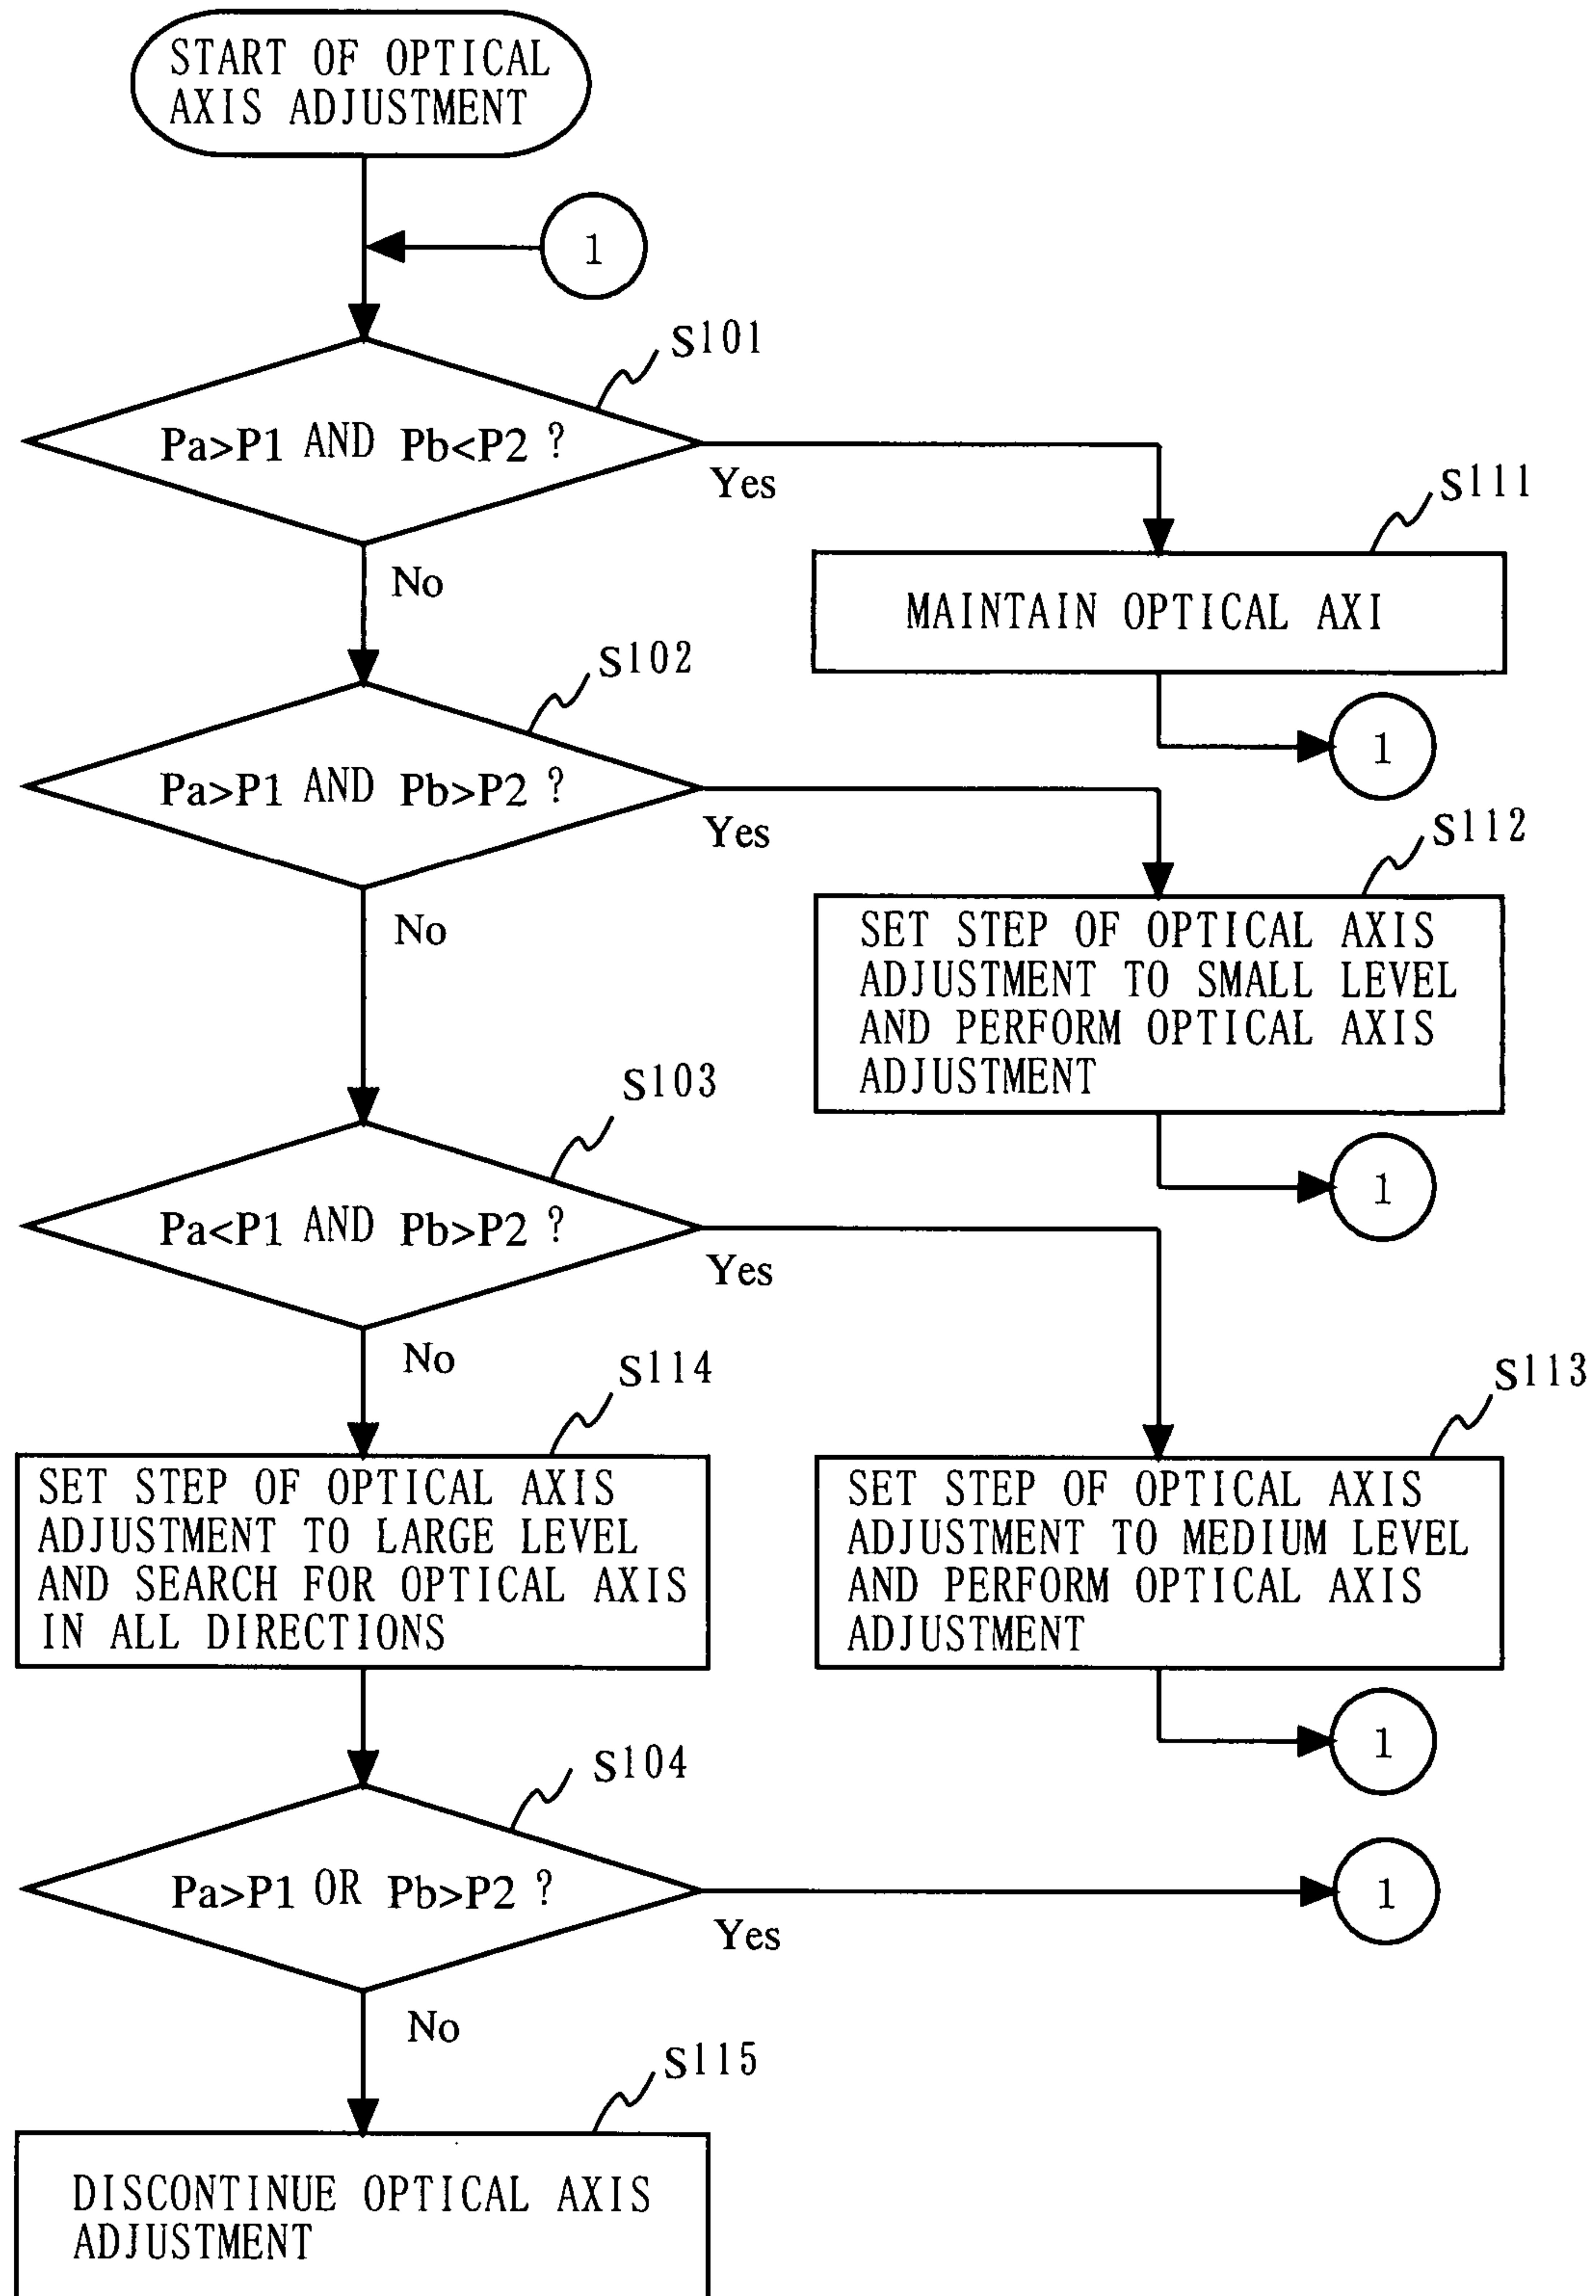 START OF OPTICAL
AXIS ADJUSTMENT
1
S101
Pa>P1 AND Pb<P2 ?
Yes
No
S111
MAINTAIN OPTICAL AXI
1
S102
Pa>P1 AND Pb>P2 ?
Yes
No
S112
SET STEP OF OPTICAL AXIS
ADJUSTMENT TO SMALL LEVEL
AND PERFORM OPTICAL AXIS
ADJUSTMENT
1
S103
Pa<P1 AND Pb>P2 ?
Yes
No
S113
SET STEP OF OPTICAL AXIS
ADJUSTMENT TO MEDIUM LEVEL
AND PERFORM OPTICAL AXIS
ADJUSTMENT
1
S114
SET STEP OF OPTICAL AXIS
ADJUSTMENT TO LARGE LEVEL
AND SEARCH FOR OPTICAL AXIS
IN ALL DIRECTIONS
S104
Pa>P1 OR Pb>P2 ?
Yes
1
No
S115
DISCONTINUE OPTICAL AXIS
ADJUSTMENT